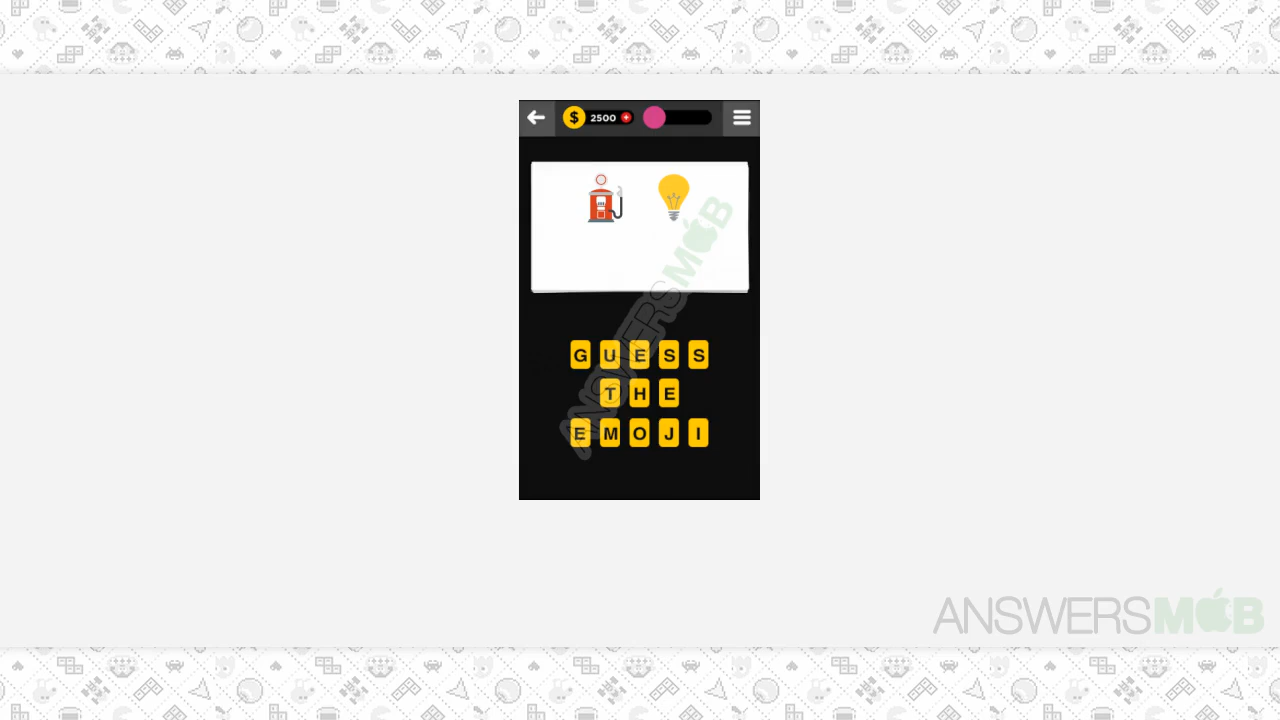 $ 2500 +
ANSWERSMOB
GUESS
THE
EMOJI
ANSWERSMOB